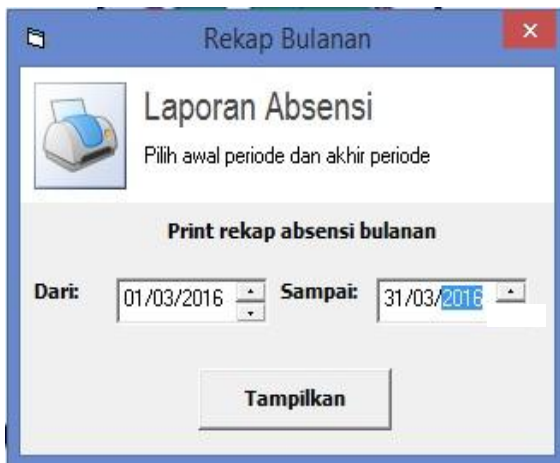 Rekap Bulanan
Laporan Absensi
Pilih awal periode dan akhir periode
Print rekap absensi bulanan
Dari: 01/03/2016 Sampai: 31/03/2016
Tampilkan